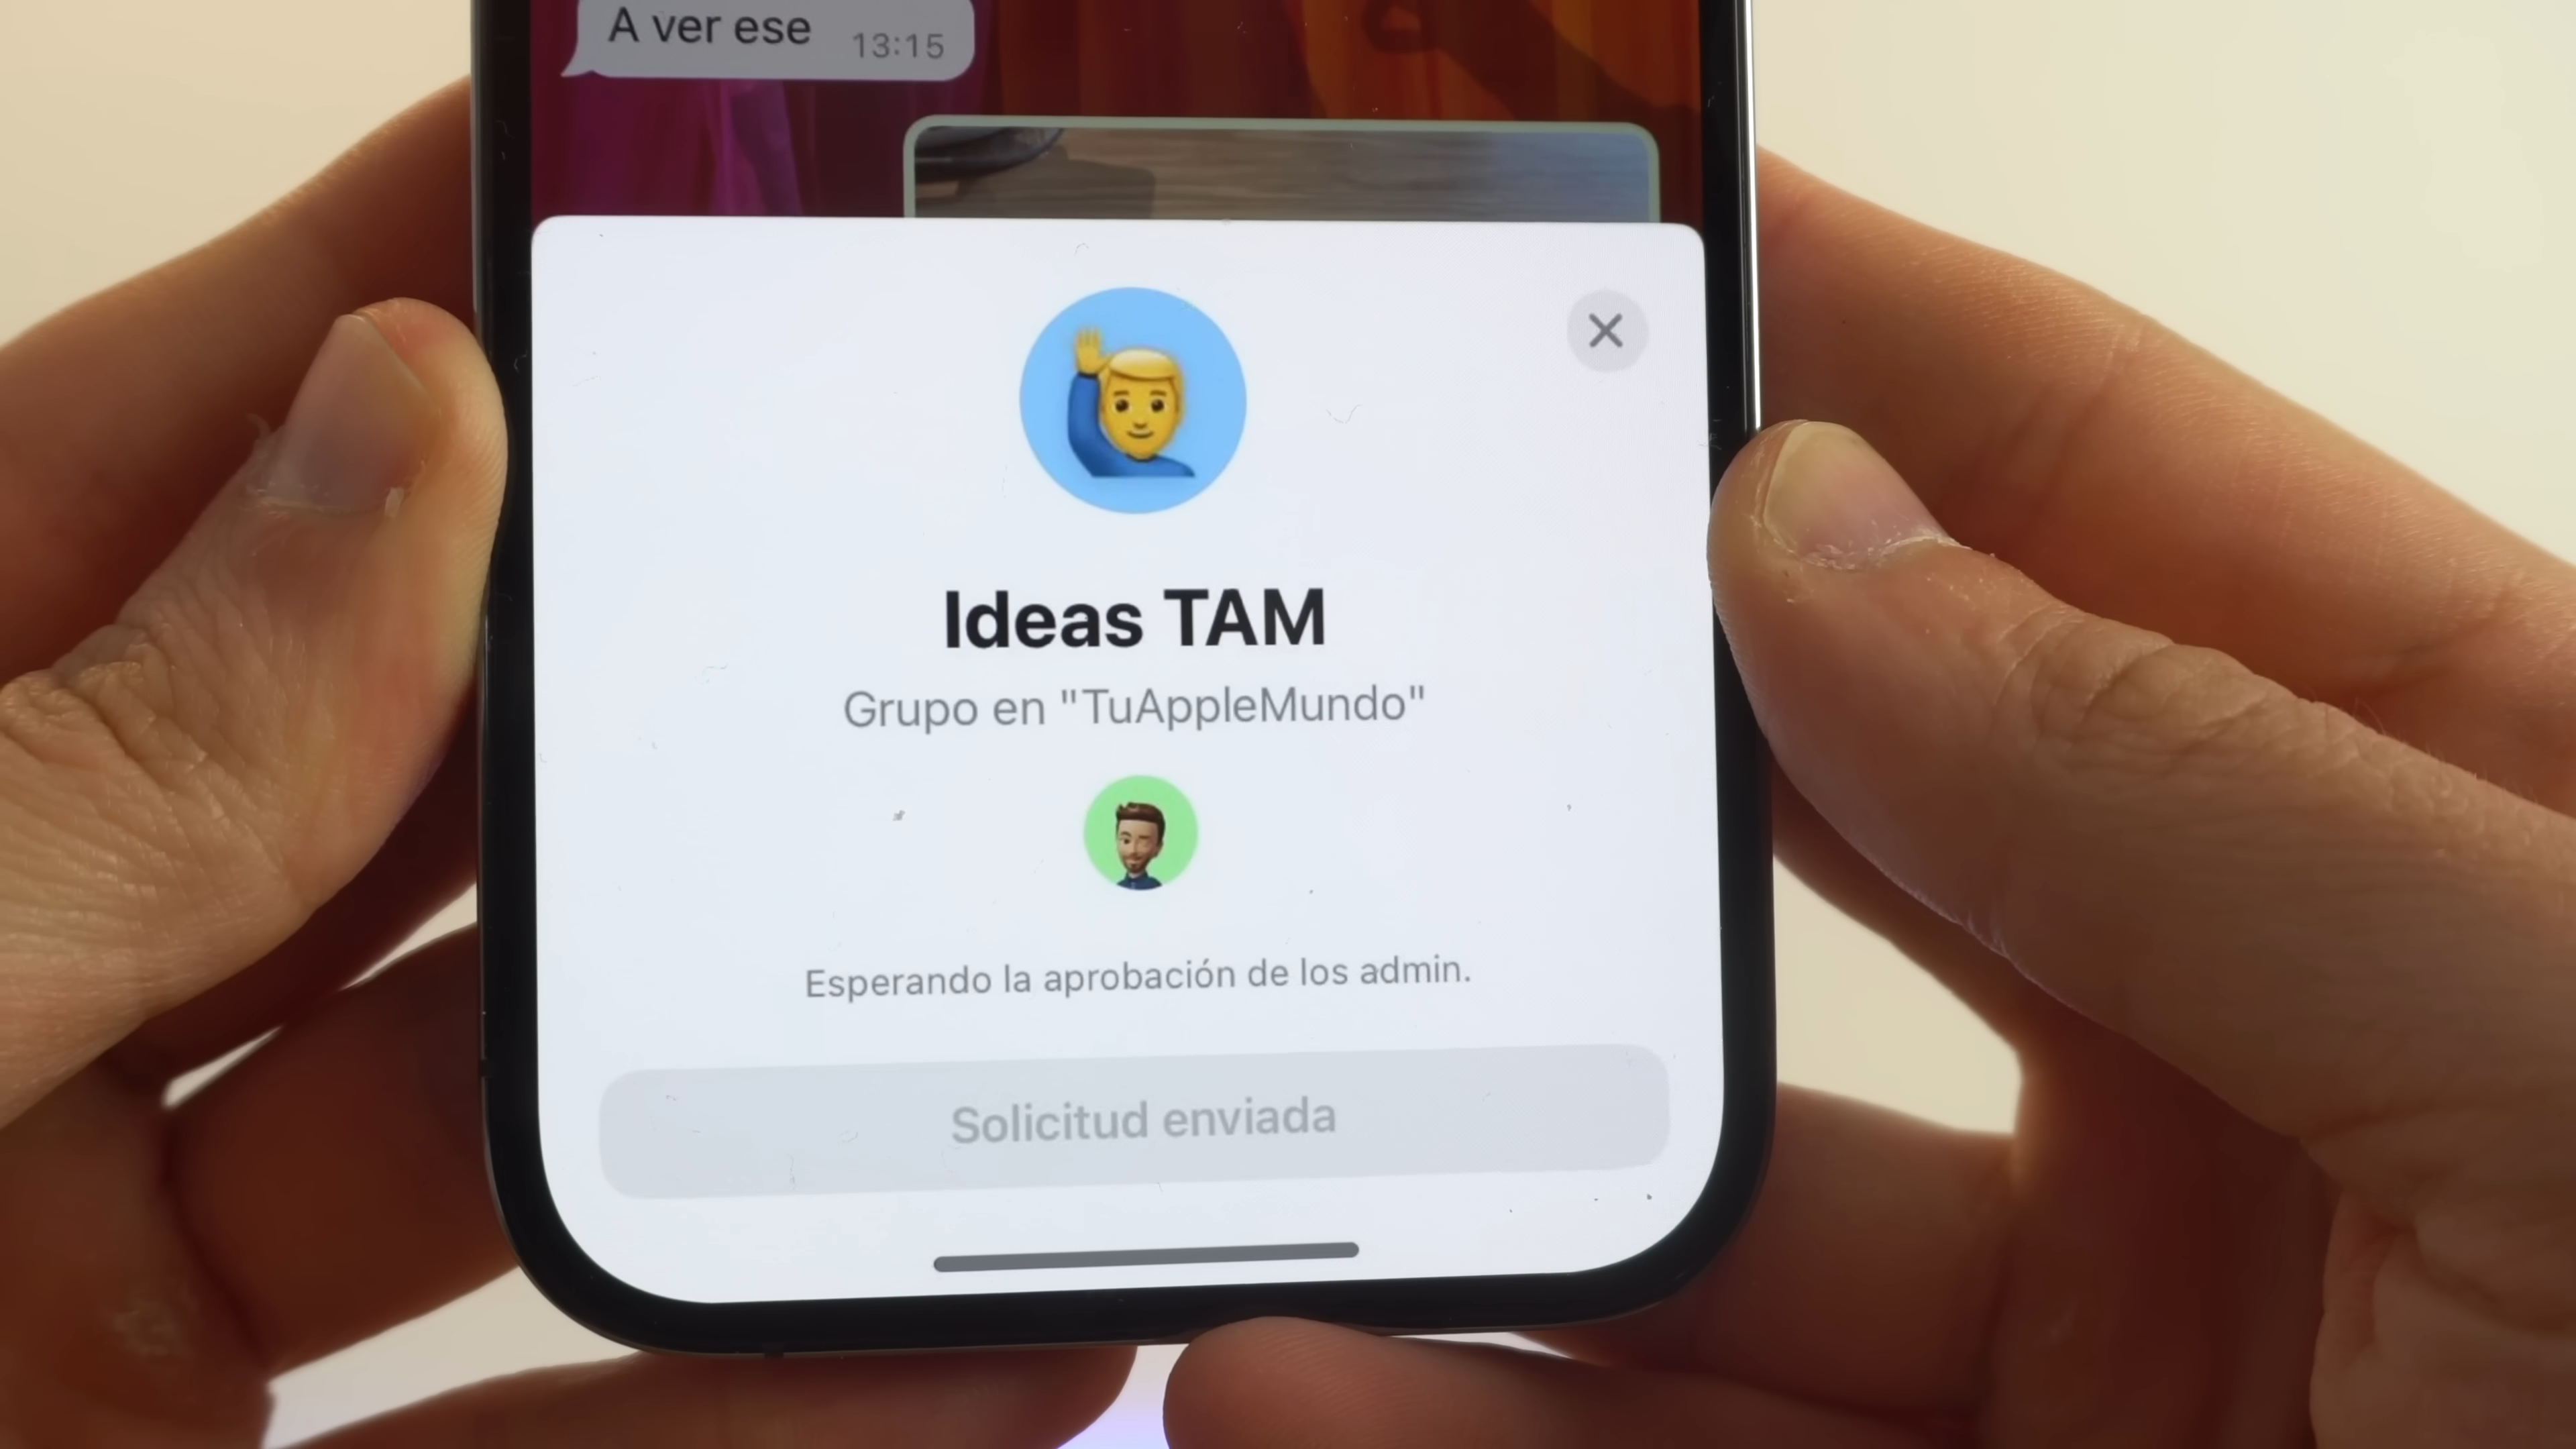 A ver ese 13:15
Ideas TAM
Grupo en "TuAppleMundo"
Esperando la aprobación de los admin.
Solicitud enviada